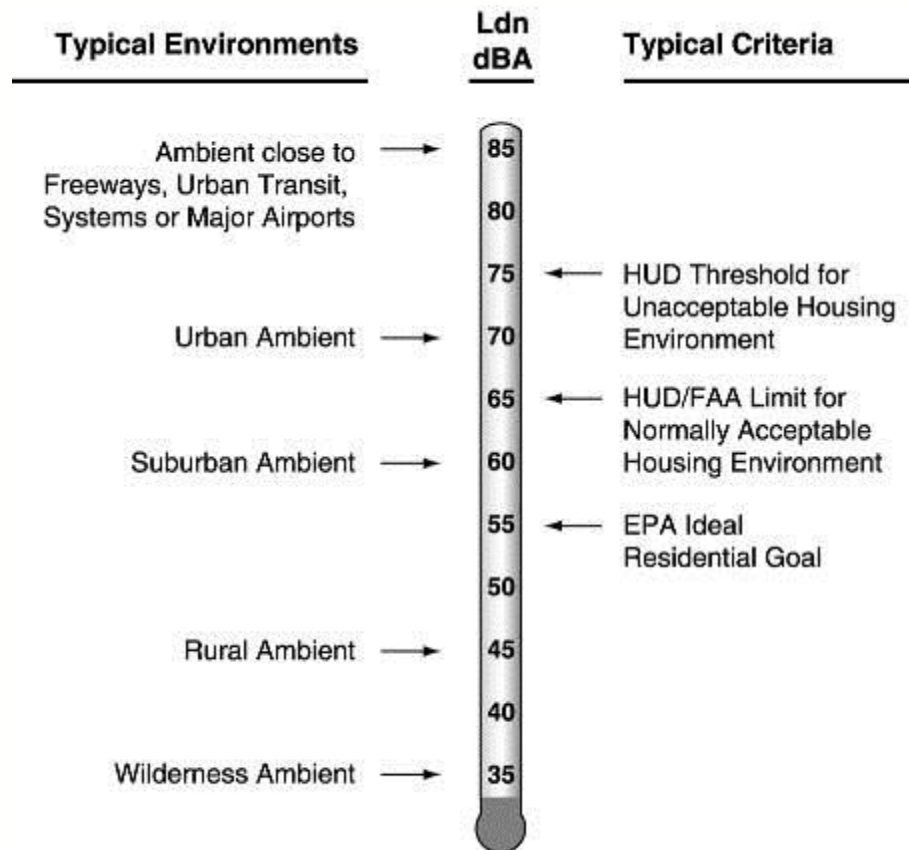 Typical Environments
Ldn
dBA
Typical Criteria
Ambient close to
Freeways, Urban Transit,
Systems or Major Airports
Urban Ambient
Suburban Ambient
Rural Ambient
Wilderness Ambient
85
80
75
70
65
60
55
50
45
40
35
HUD Threshold for
Unacceptable Housing
Environment
HUD/FAA Limit for
Normally Acceptable
Housing Environment
EPA Ideal
Residential Goal